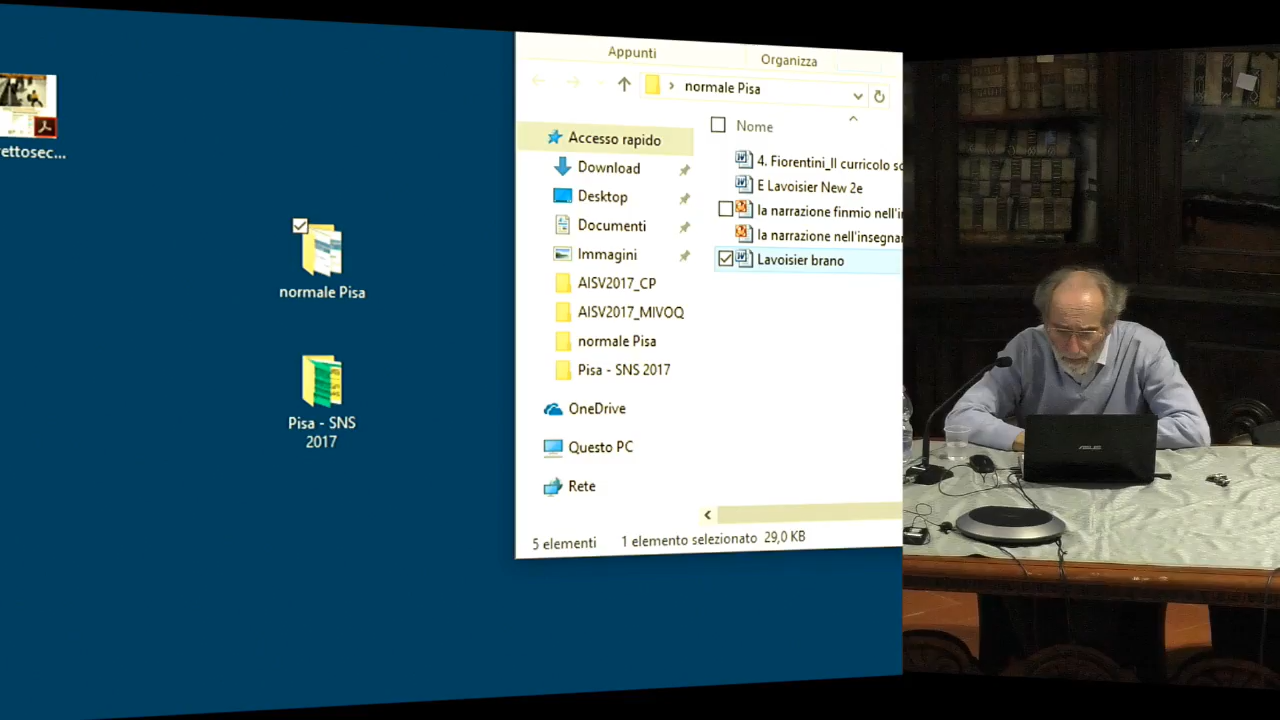 ettosec...
normale Pisa
Pisa - SNS
2017
Appunti
Organizza
normale Pisa
Nome
Accesso rapido
Download
Desktop
Documenti
Immagini
AISV2017_CP
AISV2017_MIVOQ
normale Pisa
Pisa - SNS 2017
OneDrive
Questo PC
Rete
4. Fiorentini_Il curricolo sc
E Lavoisier New 2e
la narrazione finmio nell'i
la narrazione nell'insegna
Lavoisier brano
5 elementi
1 elemento selezionato 29,0 KB
ASUS